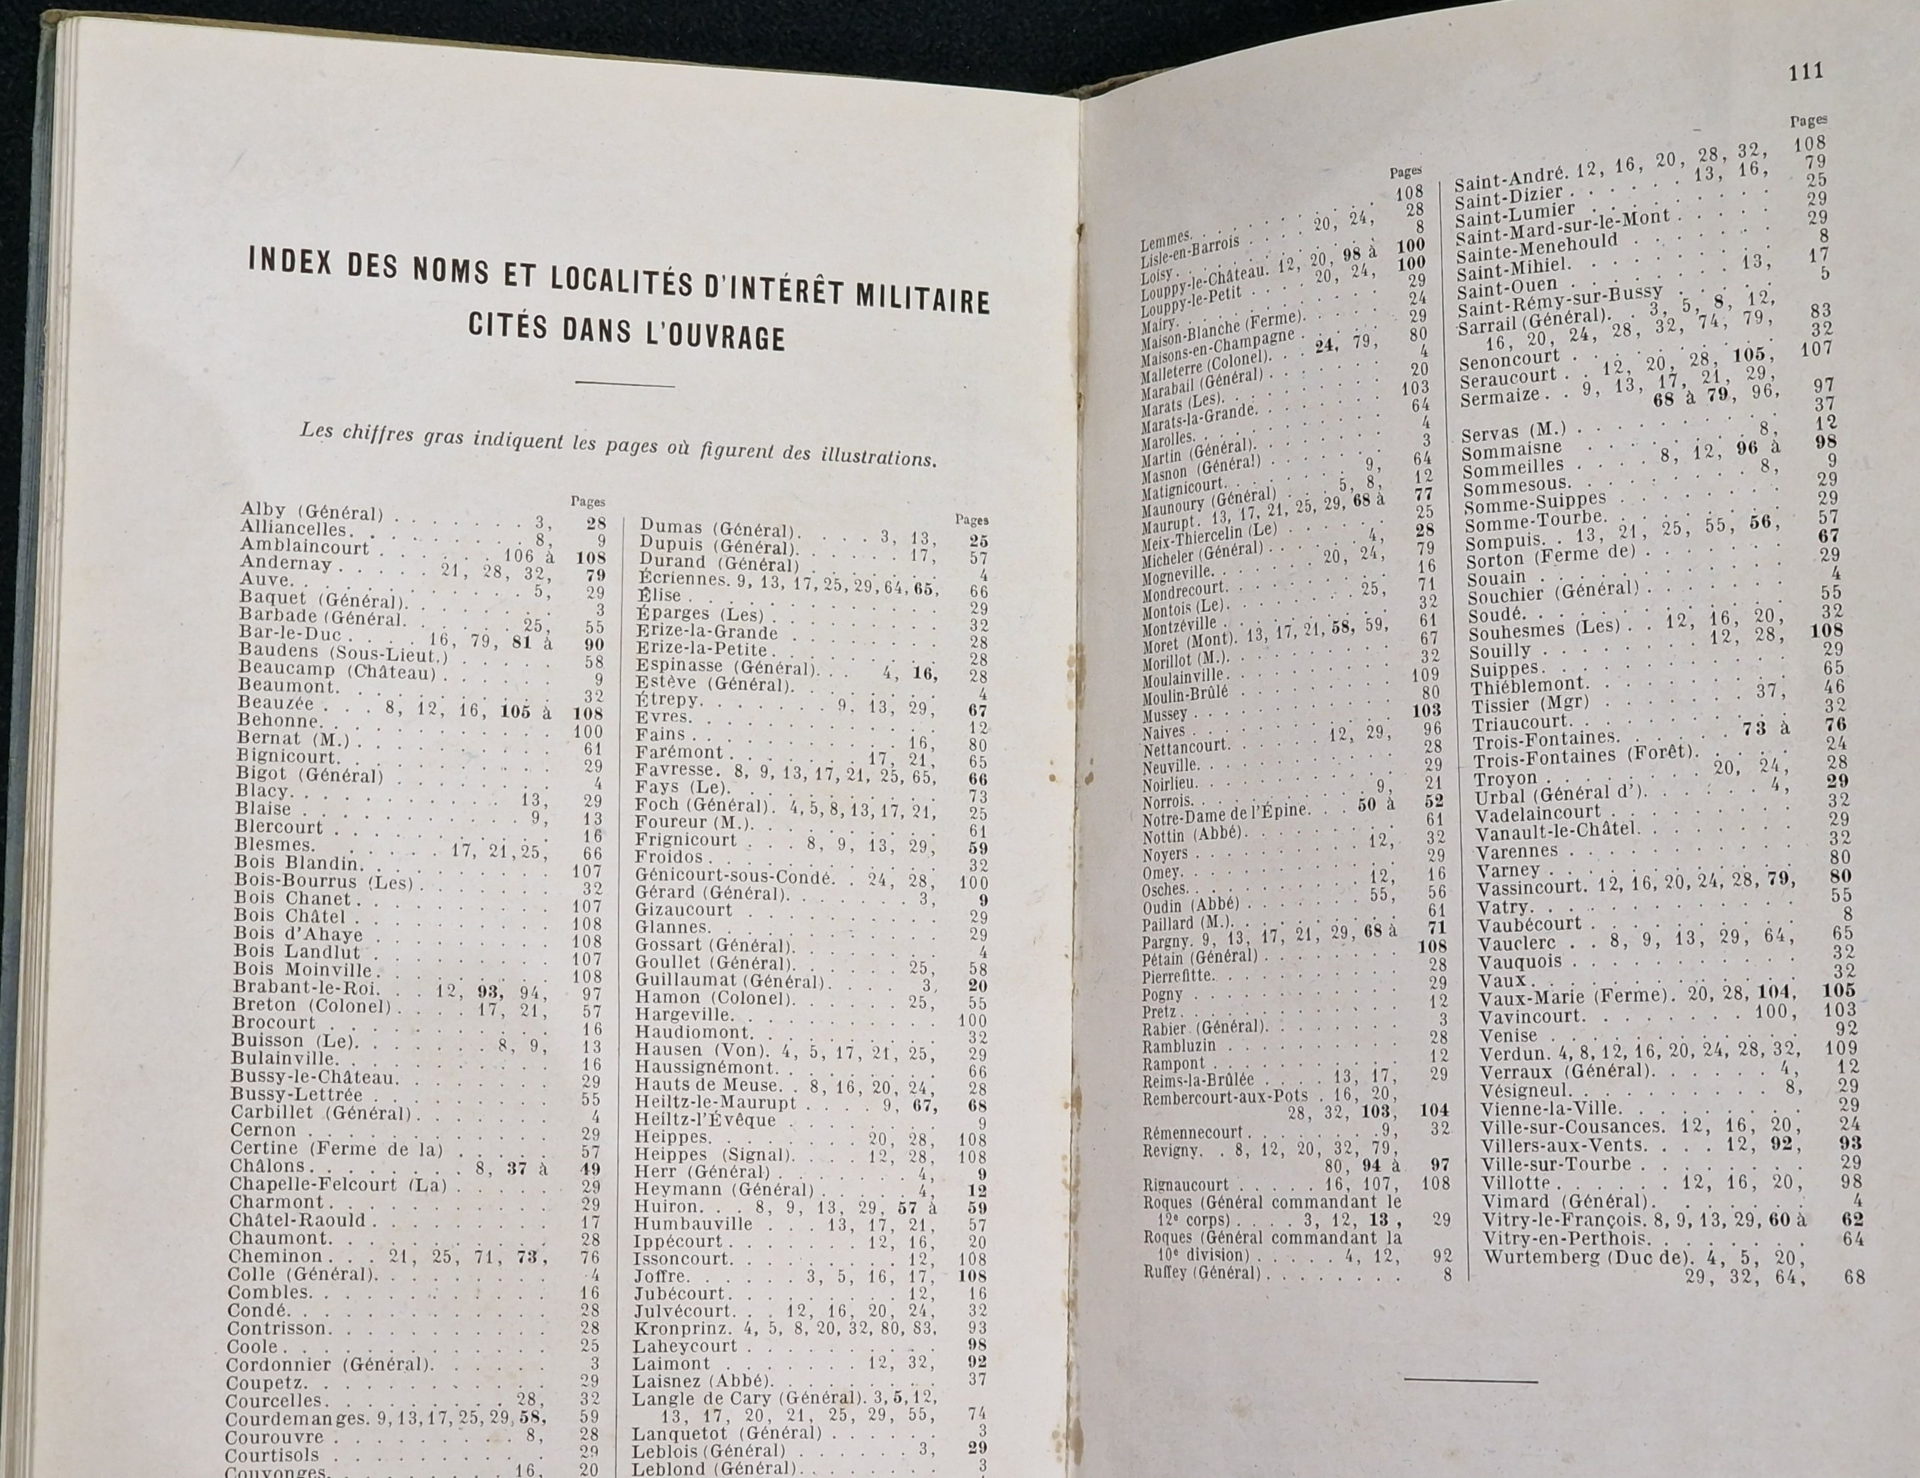 INDEX DES NOMS ET LOCALITÉS D'INTÉRÊT MILITAIRE
CITÉS DANS L'OUVRAGE
Les chiffres gras indiquent les pages où figurent des illustrations.
Pages
Alby (Général) . . . . . . . 3, 28
Alliancelles. . . . . . . . 8, 9
Amblaincourt . . . . . . 106 à 108
Andernay . . . . . 21, 28, 32, 79
Auve. . . . . . . . . . . 5, 29
Baquet (Général). . . . . . . . 3
Barbade (Général. . . . . . 25, 55
Bar-le-Duc . . . . 16, 79, 81 à 90
Baudens (Sous-Lieut.) . . . . . 58
Beaucamp (Château) . . . . . . 9
Beaumont. . . . . . . . . . . 32
Beauzée . . . 8, 12, 16, 105 à 108
Behonne. . . . . . . . . . . 100
Bernat (M.) . . . . . . . . . . 61
Bignicourt. . . . . . . . . . . 29
Bigot (Général) . . . . . . . . 4
Blacy. . . . . . . . . . . 13, 29
Blaise . . . . . . . . . . . 9, 13
Blercourt . . . . . . . . . . . 16
Blesmes. . . . . . . 17, 21, 25, 66
Bois Blandin. . . . . . . . . . 107
Bois-Bourrus (Les) . . . . . . . 32
Bois Chanet. . . . . . . . . . 107
Bois Châtel . . . . . . . . . . 108
Bois d'Ahaye . . . . . . . . . 108
Bois Landlut . . . . . . . . . 107
Bois Moinville. . . . . . . . . 108
Brabant-le-Roi. . . 12, 93, 94, 97
Breton (Colonel) . . . . 17, 21, 57
Brocourt . . . . . . . . . . . 16
Buisson (Le). . . . . . . 8, 9, 13
Bulainville. . . . . . . . . . . 16
Bussy-le-Château. . . . . . . . 29
Bussy-Lettrée . . . . . . . . . 55
Carbillet (Général) . . . . . . . 4
Cernon . . . . . . . . . . . . 29
Certine (Ferme de la) . . . . . 57
Châlons . . . . . . . . 8, 37 à 49
Chapelle-Felcourt (La) . . . . . 29
Charmont. . . . . . . . . . . 29
Châtel-Raould . . . . . . . . . 17
Chaumont. . . . . . . . . . . 28
Cheminon . . . 21, 25, 71, 73, 76
Colle (Général). . . . . . . . . 4
Combles. . . . . . . . . . . . 16
Condé. . . . . . . . . . . . . 28
Contrisson. . . . . . . . . . . 28
Coole . . . . . . . . . . . . . 25
Cordonnier (Général). . . . . . 3
Coupetz. . . . . . . . . . . . 29
Courcelles. . . . . . . . . 28, 32
Courdemanges. 9, 13, 17, 25, 29, 58, 59
Courouvre . . . . . . . . . 8, 28
Courtisols . . . . . . . . . . . 29
Couvonges. . . . . . . . . 16, 20
Pages
Dumas (Général). . . . 3, 13, 25
Dupuis (Général). . . . . . 17, 57
Durand (Général) . . . . . . . 4
Écriennes. 9, 13, 17, 25, 29, 64, 65, 66
Élise . . . . . . . . . . . . . 29
Éparges (Les) . . . . . . . . . 32
Erize-la-Grande . . . . . . . . 28
Erize-la-Petite. . . . . . . . . 28
Espinasse (Général). . . 4, 16, 28
Estève (Général). . . . . . . . 4
Étrepy. . . . . . . 9, 13, 29, 67
Evres. . . . . . . . . . . . . 12
Fains . . . . . . . . . . . 16, 80
Farémont . . . . . . . 17, 21, 65
Favresse. 8, 9, 13, 17, 21, 25, 65, 66
Fays (Le). . . . . . . . . . . 73
Foch (Général). 4, 5, 8, 13, 17, 21, 25
Foureur (M.). . . . . . . . . . 61
Frignicourt . . . 8, 9, 13, 29, 59
Froidos . . . . . . . . . . . . 32
Génicourt-sous-Condé. . 24, 28, 100
Gérard (Général). . . . . . . 3, 9
Gizaucourt . . . . . . . . . . 29
Glannes. . . . . . . . . . . . 29
Gossart (Général). . . . . . . . 4
Goullet (Général). . . . . . 25, 58
Guillaumat (Général). . . . . 3, 20
Hamon (Colonel). . . . . . 25, 55
Hargeville. . . . . . . . . . . 100
Haudiomont. . . . . . . . . . 32
Hausen (Von). 4, 5, 17, 21, 25, 29
Haussignémont. . . . . . . . . 66
Hauts de Meuse. . 8, 16, 20, 24, 28
Heiltz-le-Maurupt . . . . 9, 67, 68
Heiltz-l'Évêque . . . . . . . . 9
Heippes. . . . . . . . 20, 28, 108
Heippes (Signal). . . . 12, 28, 108
Herr (Général) . . . . . . . 4, 9
Heymann (Général) . . . . . 4, 12
Huiron. . . 8, 9, 13, 29, 57 à 59
Humbauville . . . 13, 17, 21, 57
Ippécourt . . . . . . . 12, 16, 20
Issoncourt. . . . . . . . . 12, 108
Joffre. . . . . . 3, 5, 16, 17, 108
Jubécourt. . . . . . . . . 12, 16
Julvécourt. . . 12, 16, 20, 24, 32
Kronprinz. 4, 5, 8, 20, 32, 80, 83, 93
Laheycourt . . . . . . . . . . 98
Laimont . . . . . . . 12, 32, 92
Laisnez (Abbé). . . . . . . . . 37
Langle de Cary (Général). 3, 5, 12,
13, 17, 20, 21, 25, 29, 55, 74
Lanquetot (Général) . . . . . . 3
Leblois (Général) . . . . . . 3, 29
Leblond (Général). . . . . . . . 3
111
Pages
Lemmes. . . . . . . . . . . . 108
Lisle-en-Barrois . . . . 20, 24, 28
Loisy. . . . . . . . . . . . . 8
Louppy-le-Château. 12, 20, 98 à 100
Louppy-le-Petit . . . . 20, 24, 100
Mairy. . . . . . . . . . . . . 29
Maison-Blanche (Ferme). . . . . 24
Maisons-en-Champagne . . . . . 29
Malleterre (Colonel). . . 24, 79, 80
Marabail (Général) . . . . . . . 4
Marats (Les). . . . . . . . . . 20
Marats-la-Grande. . . . . . . . 103
Marolles. . . . . . . . . . . . 64
Martin (Général). . . . . . . . 4
Masnon (Général) . . . . . . . 3
Matignicourt. . . . . . . . 9, 64
Maunoury (Général) . . . 5, 8, 12
Maurupt. 13, 17, 21, 25, 29, 68 à 77
Meix-Thiercelin (Le) . . . . . . 25
Micheler (Général) . . . . . 4, 28
Mogneville. . . . . . . 20, 24, 79
Mondrecourt. . . . . . . . . . 16
Montois (Le). . . . . . . . 25, 71
Montzéville . . . . . . . . . . 32
Moret (Mont). 13, 17, 21, 58, 59, 61
Morillot (M.). . . . . . . . . . 67
Moulainville. . . . . . . . . . 32
Moulin-Brûlé . . . . . . . . . 109
Mussey . . . . . . . . . . . . 80
Naives . . . . . . . . . . . . 103
Nettancourt. . . . . . 12, 29, 96
Neuville. . . . . . . . . . . . 28
Noirlieu. . . . . . . . . . . . 29
Norrois. . . . . . . . . . . 9, 21
Notre-Dame de l'Épine. . . 50 à 52
Nottin (Abbé). . . . . . . . . . 61
Noyers . . . . . . . . . . 12, 32
Omey. . . . . . . . . . . . . 29
Osches. . . . . . . . . . . 12, 16
Oudin (Abbé) . . . . . . . 55, 56
Paillard (M.). . . . . . . . . . 61
Pargny. 9, 13, 17, 21, 29, 68 à 71
Pétain (Général) . . . . . . . . 108
Pierrefitte. . . . . . . . . . . 28
Pogny . . . . . . . . . . . . 29
Pretz . . . . . . . . . . . . . 12
Rabier (Général). . . . . . . . 3
Rambluzin . . . . . . . . . . 28
Rampont . . . . . . . . . . . 12
Reims-la-Brûlée . . . . 13, 17, 29
Rembercourt-aux-Pots . 16, 20,
28, 32, 103, 104
Rémennecourt . . . . . . . 9, 32
Revigny. . 8, 12, 20, 32, 79,
80, 94 à 97
Rignaucourt . . . . . 16, 107, 108
Roques (Général commandant le
12e corps) . . . . 3, 12, 13, 29
Roques (Général commandant la
10e division) . . . . . 4, 12, 92
Ruffey (Général) . . . . . . . . 8
Pages
Saint-André. 12, 16, 20, 28, 32, 108
Saint-Dizier . . . . . . 13, 16, 79
Saint-Lumier . . . . . . . . . 25
Saint-Mard-sur-le-Mont . . . . . 29
Sainte-Menehould . . . . . . . 29
Saint-Mihiel. . . . . . . . . . 8
Saint-Ouen . . . . . . . . 13, 17
Saint-Rémy-sur-Bussy . . . . . 5
Sarrail (Général). . 3, 5, 8, 12,
16, 20, 24, 28, 32, 74, 79, 83
Senoncourt . . . . . . . . . . 32
Seraucourt . . 12, 20, 28, 105, 107
Sermaize . . 9, 13, 17, 21, 29,
68 à 79, 96, 97
Servas (M.) . . . . . . . . . . 37
Sommaisne . . . . . . . . 8, 12
Sommeilles . . . . 8, 12, 96 à 98
Sommesous. . . . . . . . . 8, 9
Somme-Suippes . . . . . . . . 29
Somme-Tourbe. . . . . . . . . 29
Sompuis. . 13, 21, 25, 55, 56, 57
Sorton (Ferme de) . . . . . . . 67
Souain . . . . . . . . . . . . 29
Souchier (Général) . . . . . . . 4
Soudé. . . . . . . . . . . . . 55
Souhesmes (Les) . . 12, 16, 20, 32
Souilly . . . . . . . . 12, 28, 108
Suippes. . . . . . . . . . . . 29
Thiéblemont. . . . . . . . . . 65
Tissier (Mgr) . . . . . . . 37, 46
Triaucourt. . . . . . . . . . . 32
Trois-Fontaines. . . . . . 73 à 76
Trois-Fontaines (Forêt). . . . . 24
Troyon . . . . . . . . 20, 24, 28
Urbal (Général d'). . . . . . 4, 29
Vadelaincourt . . . . . . . . . 32
Vanault-le-Châtel. . . . . . . . 29
Varennes . . . . . . . . . . . 32
Varney . . . . . . . . . . . . 80
Vassincourt. 12, 16, 20, 24, 28, 79, 80
Vatry. . . . . . . . . . . . . 55
Vaubécourt . . . . . . . . . . 8
Vauclerc . . 8, 9, 13, 29, 64, 65
Vauquois . . . . . . . . . . . 32
Vaux. . . . . . . . . . . . . 32
Vaux-Marie (Ferme). 20, 28, 104, 105
Vavincourt. . . . . . . . 100, 103
Venise . . . . . . . . . . . . 92
Verdun. 4, 8, 12, 16, 20, 24, 28, 32, 109
Verraux (Général). . . . . . 4, 12
Vésigneul. . . . . . . . . . 8, 29
Vienne-la-Ville. . . . . . . . . 29
Ville-sur-Cousances. 12, 16, 20, 24
Villers-aux-Vents. . . . 12, 92, 93
Ville-sur-Tourbe . . . . . . . . 29
Villotte. . . . . . . 12, 16, 20, 98
Vimard (Général). . . . . . . . 4
Vitry-le-François. 8, 9, 13, 29, 60 à 62
Vitry-en-Perthois. . . . . . . . 64
Wurtemberg (Duc de). 4, 5, 20,
29, 32, 64, 68